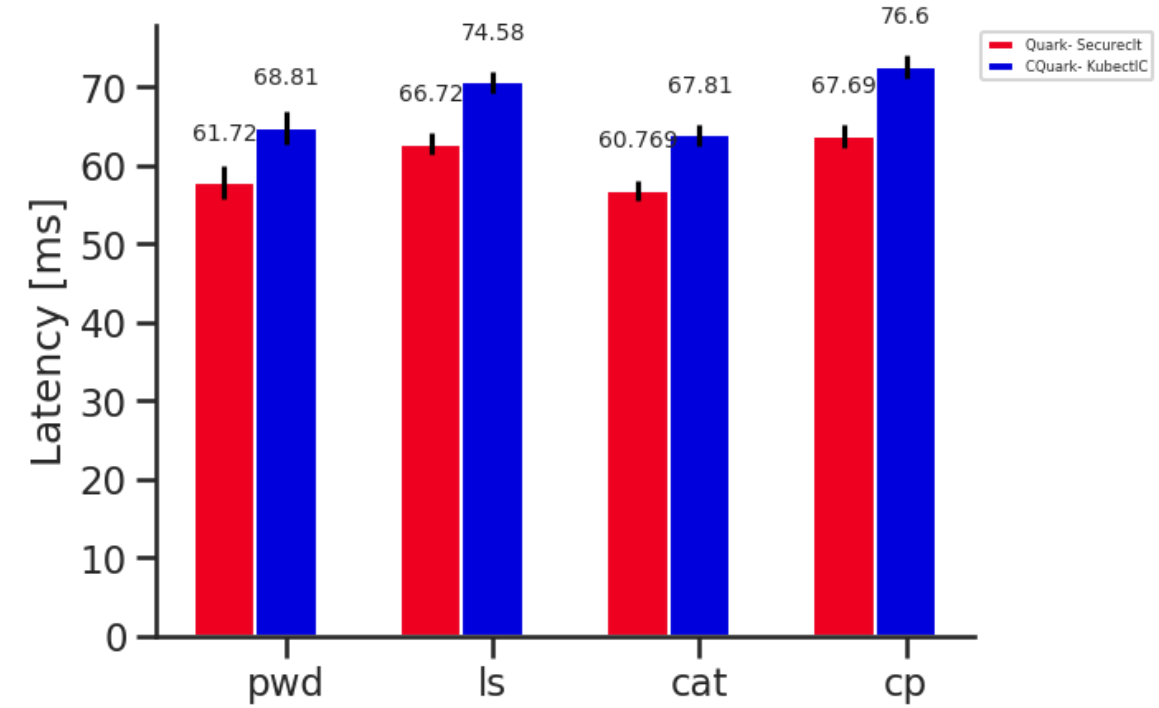 76.6
74.58
Quark- Secureclt
CQuark- KubectlC
68.81
66.72
67.81
67.69
61.72
60.769
Latency [ms]
70
60
50
40
30
20
10
0
pwd
ls
cat
cp